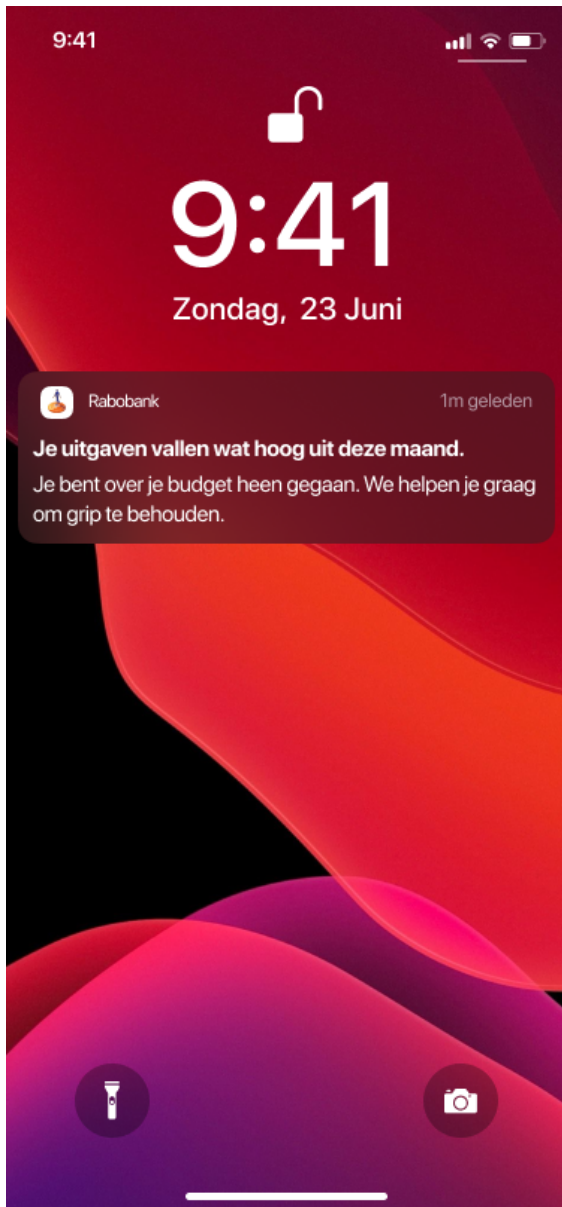 9:41
9:41
Zondag, 23 Juni
Rabobank 1m geleden
Je uitgaven vallen wat hoog uit deze maand.
Je bent over je budget heen gegaan. We helpen je graag
om grip te behouden.